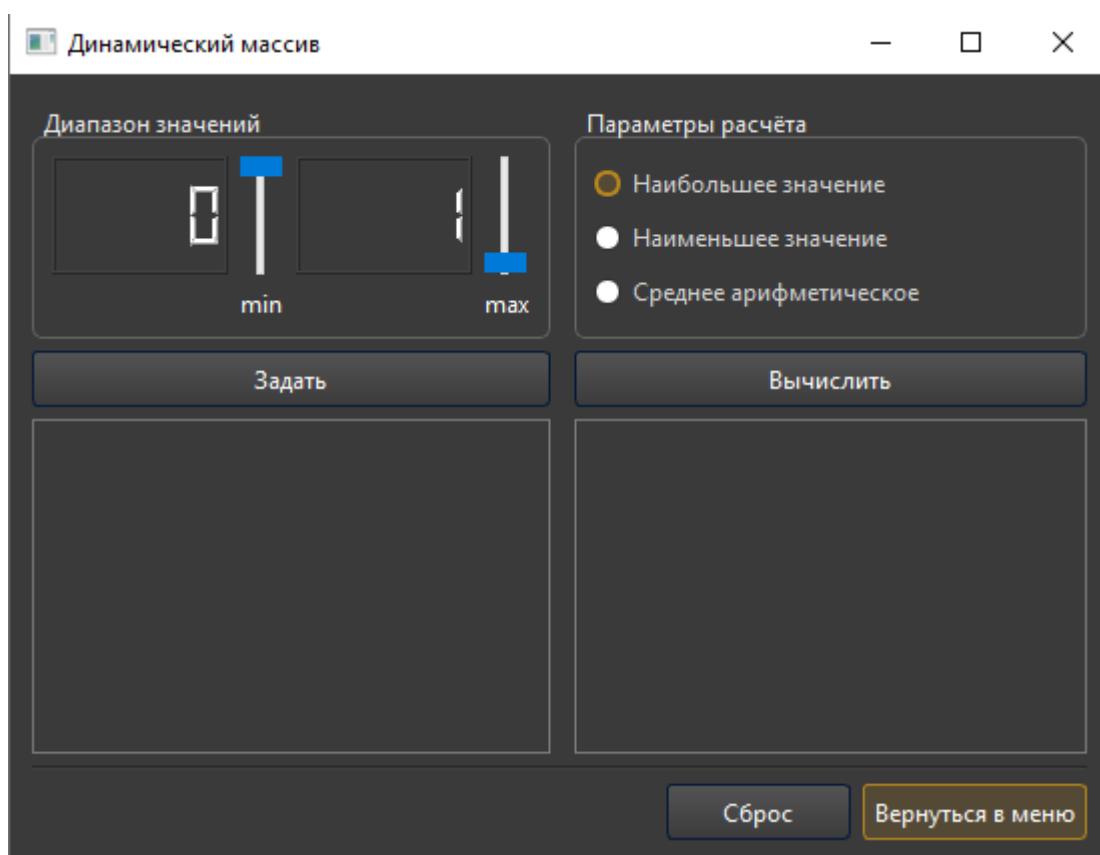 Динамический массив
Диапазон значений
0
1
min
max
Параметры расчёта
Наибольшее значение
Наименьшее значение
Среднее арифметическое
Задать
Вычислить
Сброс
Вернуться в меню